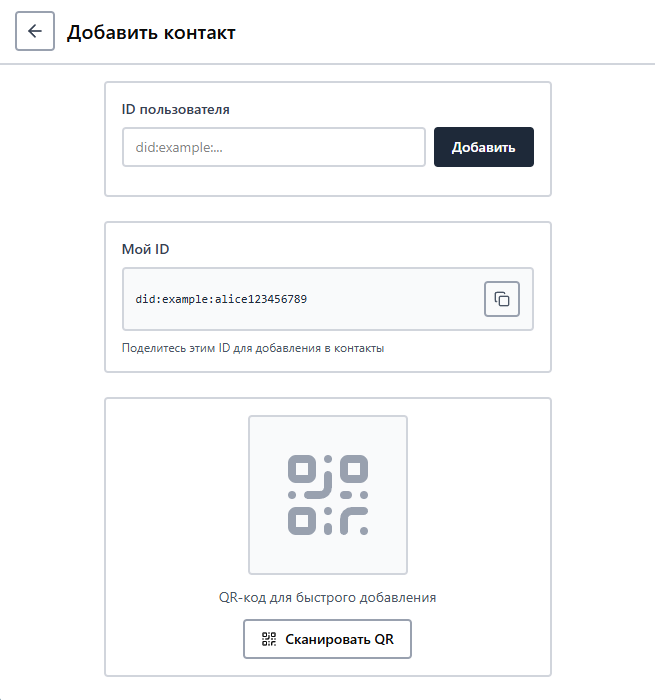 Добавить контакт
ID пользователя
did:example:...
Добавить
Мой ID
did:example:alice123456789
Поделитесь этим ID для добавления в контакты
QR-код для быстрого добавления
Сканировать QR